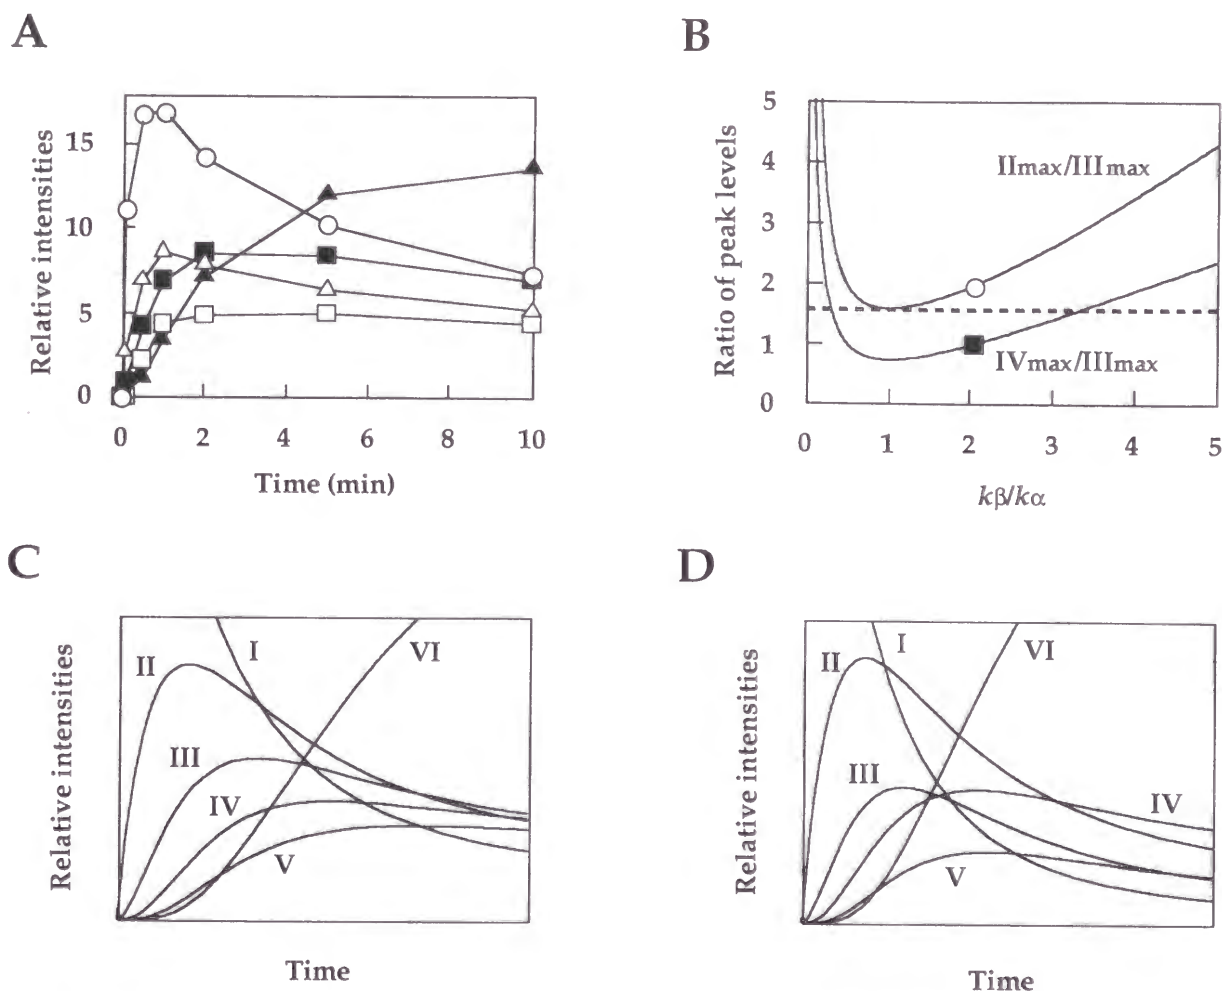 A
Relative intensities
15
10
5
0
0 2 4 6 8 10
Time (min)
B
Ratio of peak levels
5
4
3
2
1
0
IImax/IIImax
IVmax/IIImax
0 1 2 3 4 5
kβ/kα
C
Relative intensities
I
VI
II
III
IV
V
Time
D
Relative intensities
I
VI
II
III
IV
V
Time